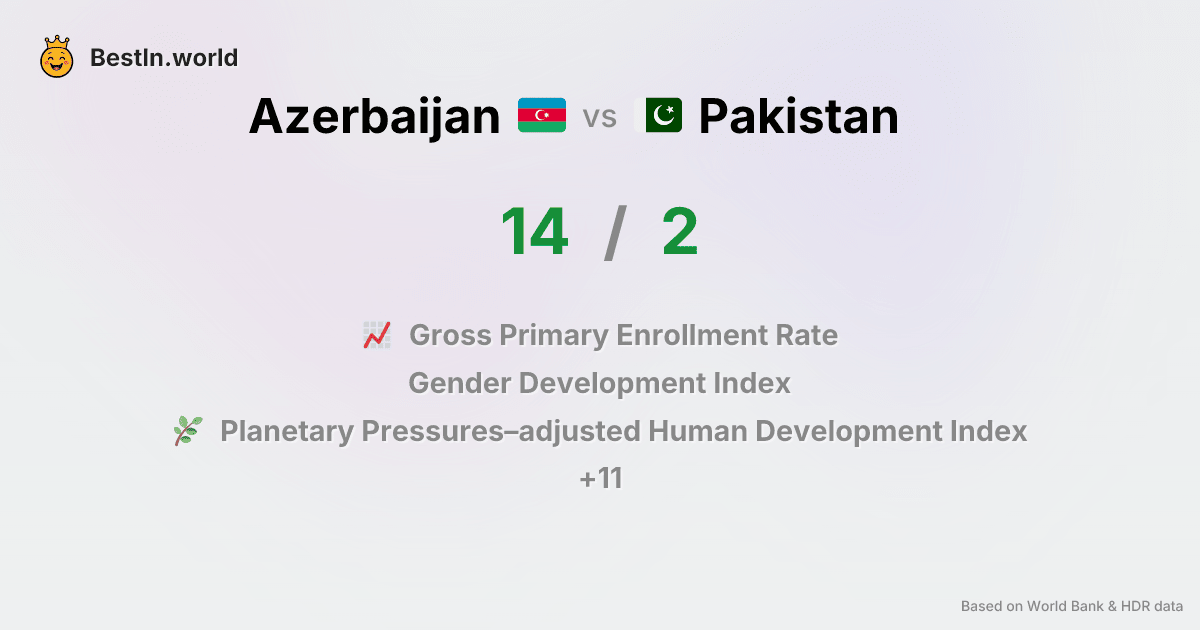 BestIn.world
Azerbaijan vs Pakistan
14 / 2
Gross Primary Enrollment Rate
Gender Development Index
Planetary Pressures–adjusted Human Development Index
+11
Based on World Bank & HDR data